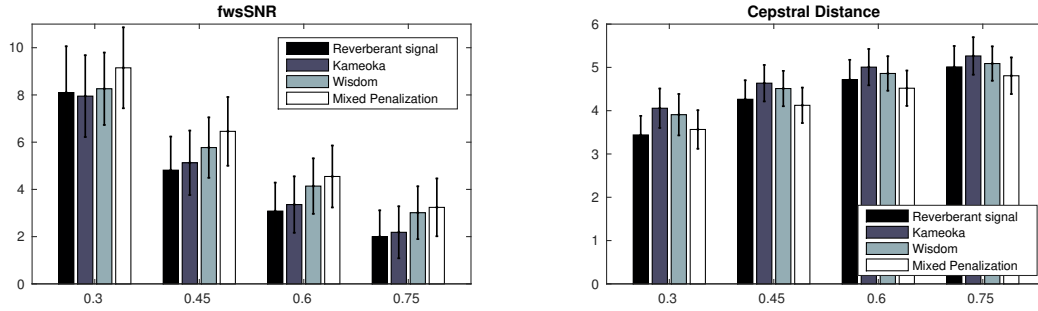 fwsSNR
10
8
6
4
2
0
0.3 0.45 0.6 0.75
Reverberant signal
Kameoka
Wisdom
Mixed Penalization
Cepstral Distance
6
5
4
3
2
1
0
0.3 0.45 0.6 0.75
Reverberant signal
Kameoka
Wisdom
Mixed Penalization